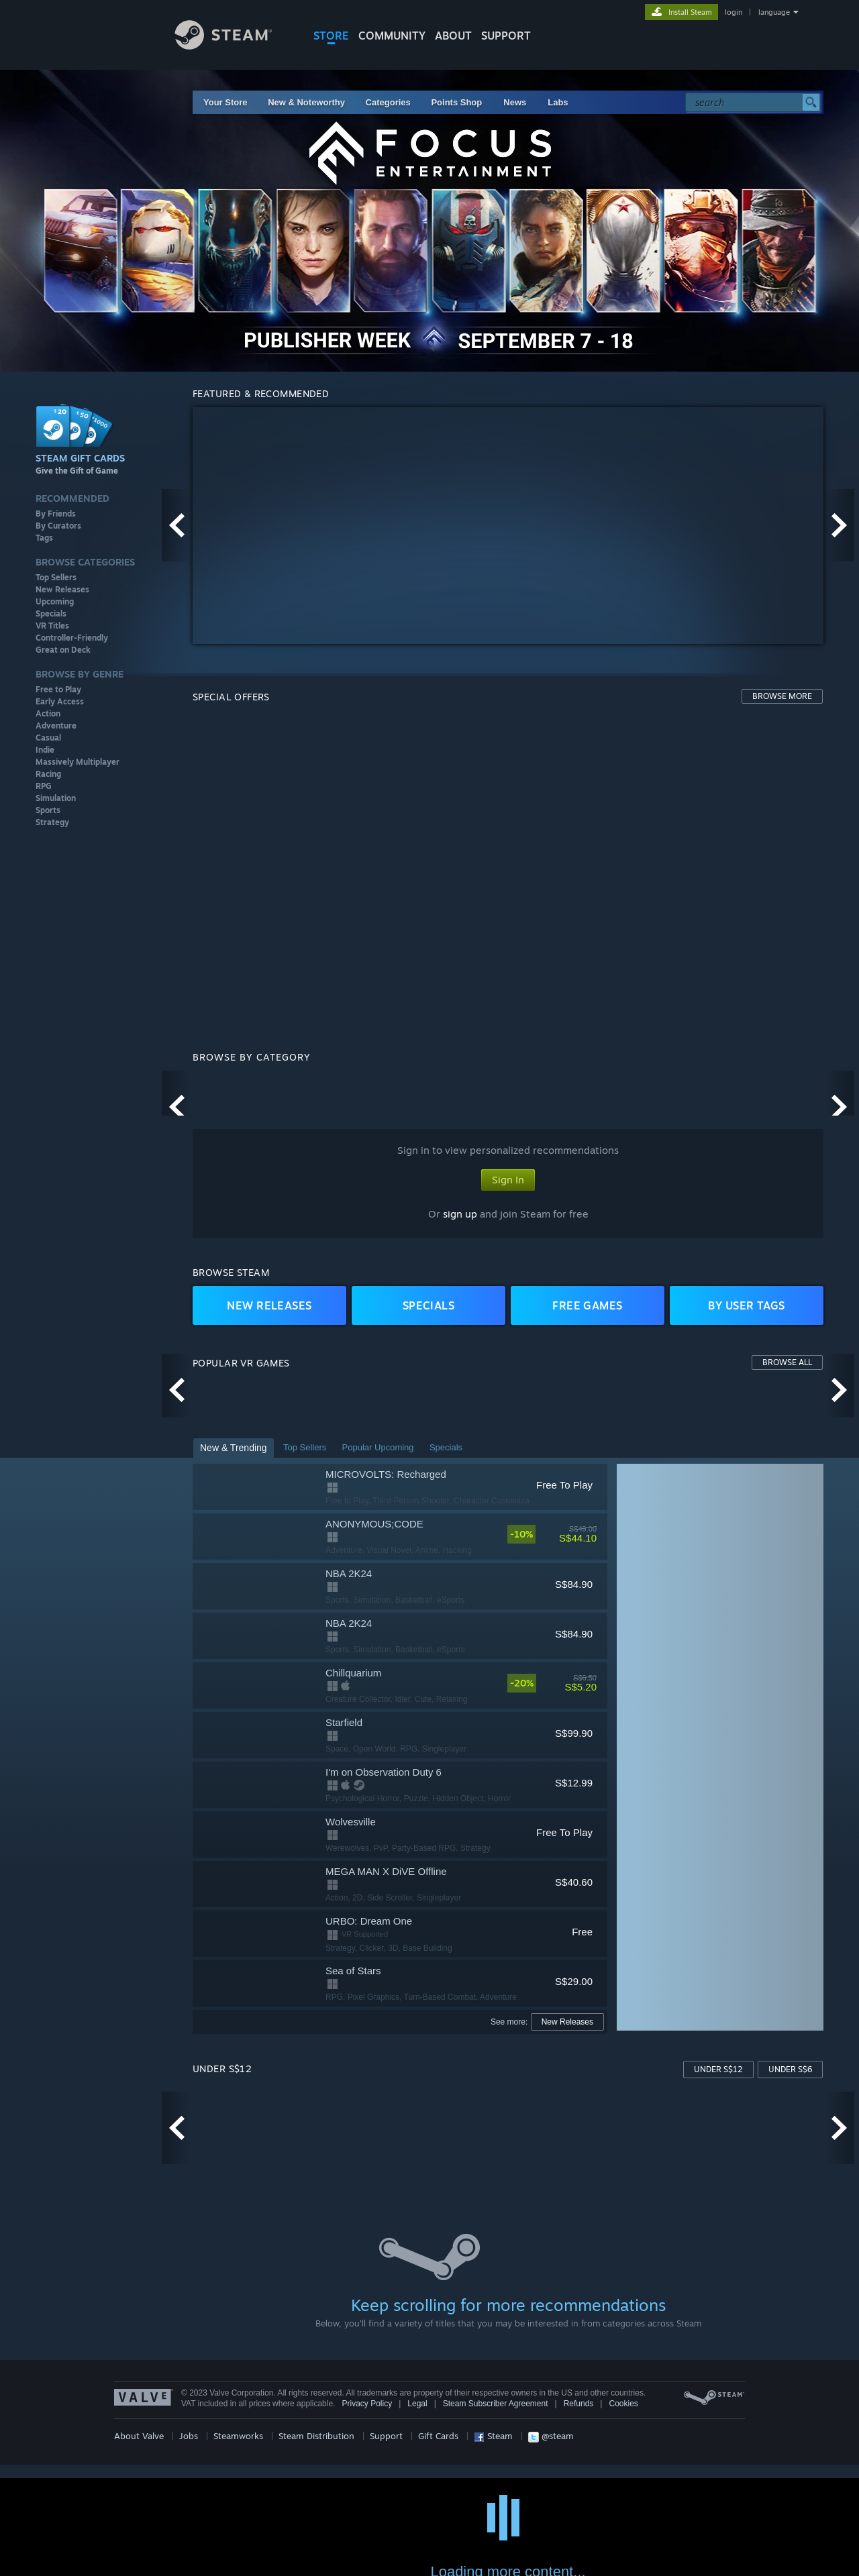 Install Steam
login | language
STEAM®
STORE COMMUNITY ABOUT SUPPORT
Your Store New & Noteworthy Categories Points Shop News Labs
search
FOCUS
ENTERTAINMENT
PUBLISHER WEEK SEPTEMBER 7 - 18
FEATURED & RECOMMENDED
$20 €50 ¥1000
STEAM GIFT CARDS
Give the Gift of Game
RECOMMENDED
By Friends
By Curators
Tags
BROWSE CATEGORIES
Top Sellers
New Releases
Upcoming
Specials
VR Titles
Controller-Friendly
Great on Deck
BROWSE BY GENRE
Free to Play
Early Access
Action
Adventure
Casual
Indie
Massively Multiplayer
Racing
RPG
Simulation
Sports
Strategy
SPECIAL OFFERS
BROWSE MORE
BROWSE BY CATEGORY
Sign in to view personalized recommendations
Sign In
Or sign up and join Steam for free
BROWSE STEAM
NEW RELEASES
SPECIALS
FREE GAMES
BY USER TAGS
POPULAR VR GAMES
BROWSE ALL
New & Trending Top Sellers Popular Upcoming Specials
MICROVOLTS: Recharged
Free To Play
Free to Play, Third-Person Shooter, Character Customiza
ANONYMOUS;CODE
-10%
S$49.00
S$44.10
Adventure, Visual Novel, Anime, Hacking
NBA 2K24
S$84.90
Sports, Simulation, Basketball, eSports
NBA 2K24
S$84.90
Sports, Simulation, Basketball, eSports
Chillquarium
-20%
S$6.50
S$5.20
Creature Collector, Idler, Cute, Relaxing
Starfield
S$99.90
Space, Open World, RPG, Singleplayer
I'm on Observation Duty 6
S$12.99
Psychological Horror, Puzzle, Hidden Object, Horror
Wolvesville
Free To Play
Werewolves, PvP, Party-Based RPG, Strategy
MEGA MAN X DiVE Offline
S$40.60
Action, 2D, Side Scroller, Singleplayer
URBO: Dream One
VR Supported
Free
Strategy, Clicker, 3D, Base Building
Sea of Stars
S$29.00
RPG, Pixel Graphics, Turn-Based Combat, Adventure
See more: New Releases
UNDER S$12
UNDER S$12
UNDER S$6
Keep scrolling for more recommendations
Below, you'll find a variety of titles that you may be interested in from categories across Steam
VALVE
© 2023 Valve Corporation. All rights reserved. All trademarks are property of their respective owners in the US and other countries.
VAT included in all prices where applicable. Privacy Policy | Legal | Steam Subscriber Agreement | Refunds | Cookies
STEAM
About Valve | Jobs | Steamworks | Steam Distribution | Support | Gift Cards | Steam | @steam
Loading more content...